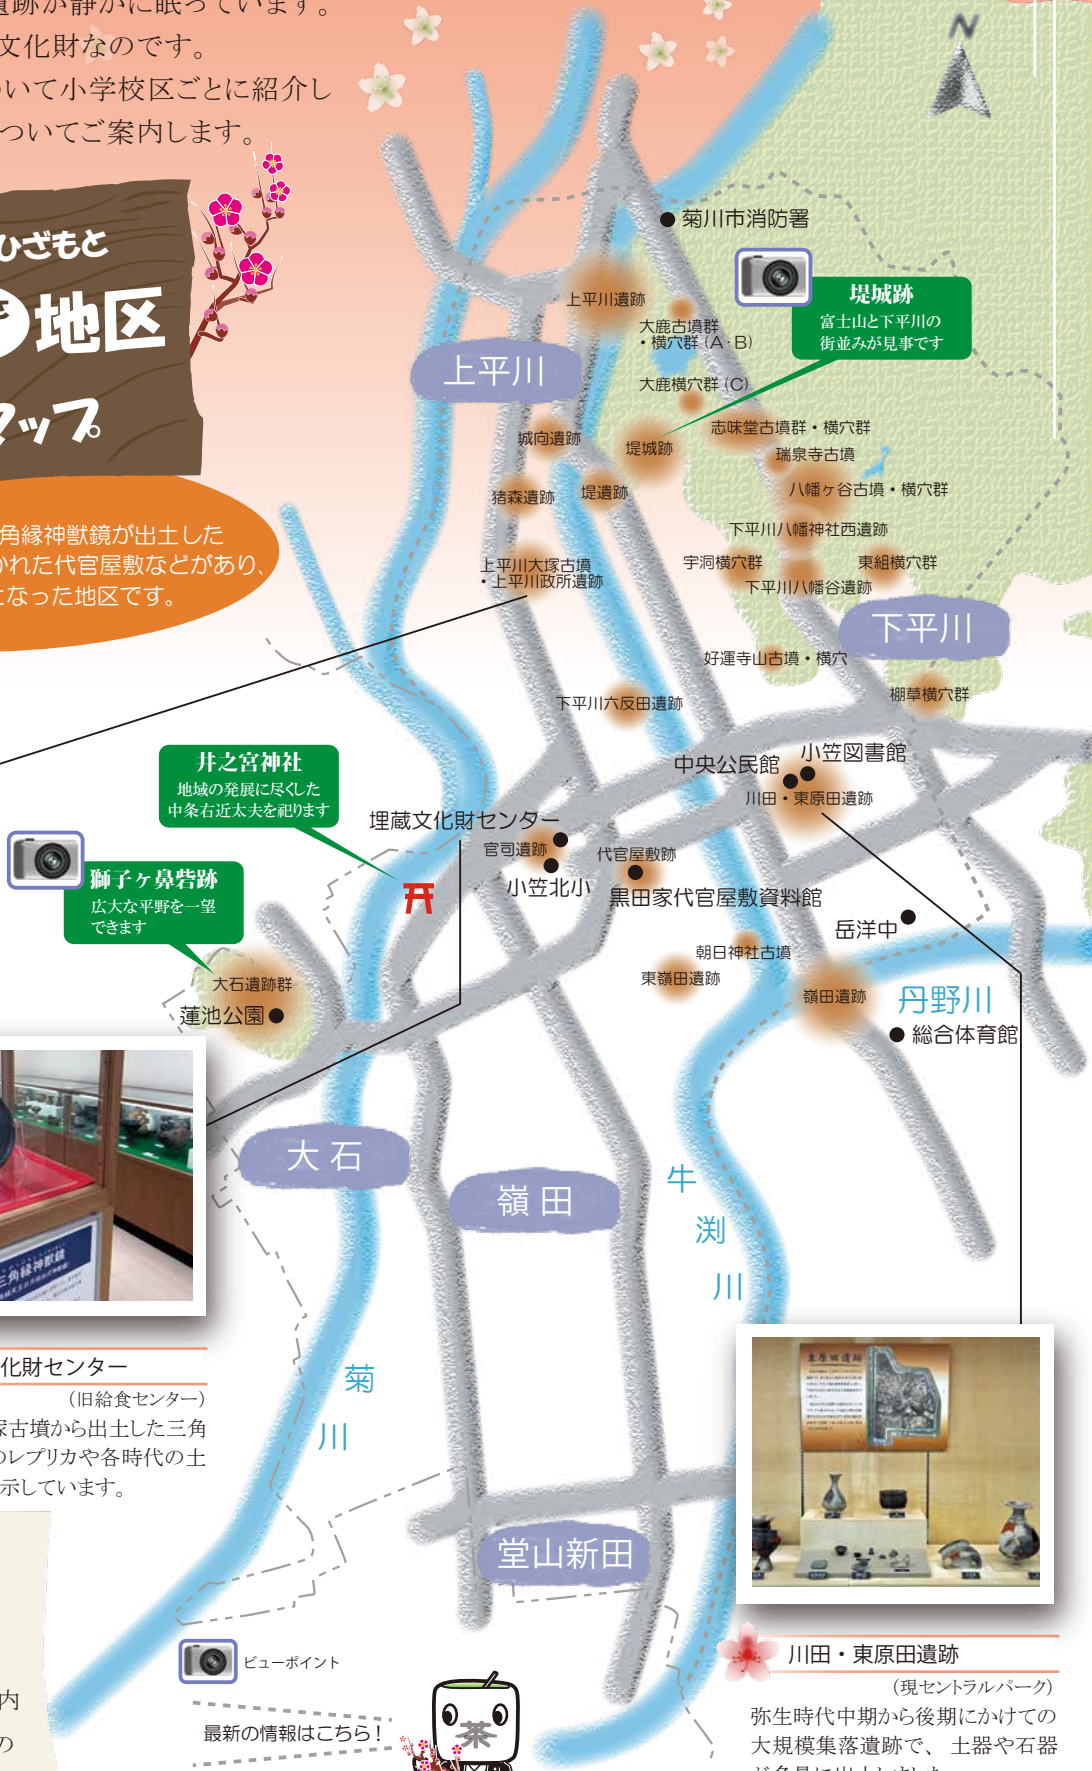 遺跡が静かに眠っています。
文化財なのです。
いて小学校区ごとに紹介し
ついてご案内します。
N
ひざもと
地区
マップ
角縁神獣鏡が出土した
かれた代官屋敷などがあり、
になった地区です。
菊川市消防署
上平川遺跡
大鹿古墳群
・横穴群（A・B）
堤城跡
富士山と下平川の
街並みが見事です
上平川
大鹿横穴群（C）
城向遺跡
堤城跡
志味堂古墳群・横穴群
瑞泉寺古墳
猪森遺跡
堤遺跡
八幡ヶ谷古墳・横穴群
下平川八幡神社西遺跡
上平川大塚古墳
・上平川政所遺跡
宇洞横穴群
東組横穴群
下平川八幡谷遺跡
下平川
好運寺山古墳・横穴
棚草横穴群
下平川六反田遺跡
井之宮神社
地域の発展に尽くした
中条右近太夫を祀ります
中央公民館
小笠図書館
川田・東原田遺跡
埋蔵文化財センター
官司遺跡
小笠北小
代官屋敷跡
黒田家代官屋敷資料館
獅子ヶ鼻砦跡
広大な平野を一望
できます
岳洋中
朝日神社古墳
東嶺田遺跡
嶺田遺跡
丹野川
総合体育館
大石遺跡群
蓮池公園
大石
嶺田
牛渕川
菊川
三角縁神獣鏡
化財センター
（旧給食センター）
塚古墳から出土した三角
のレプリカや各時代の土
示しています。
堂山新田
東原田遺跡
ビューポイント
最新の情報はこちら！
茶
内
の
川田・東原田遺跡
（現セントラルパーク）
弥生時代中期から後期にかけての
大規模集落遺跡で、土器や石器